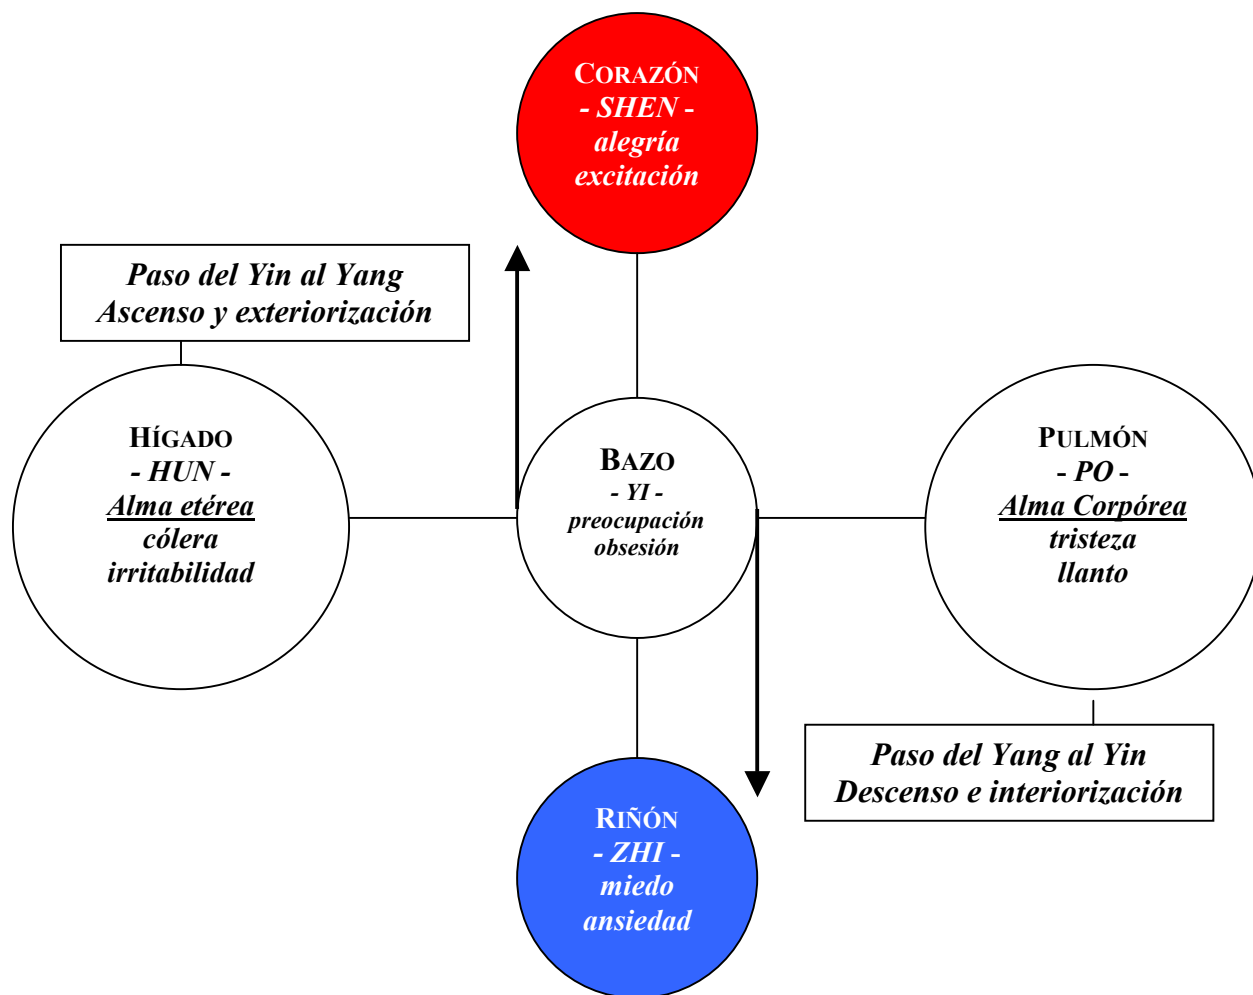 CORAZÓN
- SHEN -
alegría
excitación
Paso del Yin al Yang
Ascenso y exteriorización
HÍGADO
- HUN -
Alma etérea
cólera
irritabilidad
BAZO
- YI -
preocupación
obsesión
PULMÓN
- PO -
Alma Corpórea
tristeza
llanto
Paso del Yang al Yin
Descenso e interiorización
RIÑÓN
- ZHI -
miedo
ansiedad